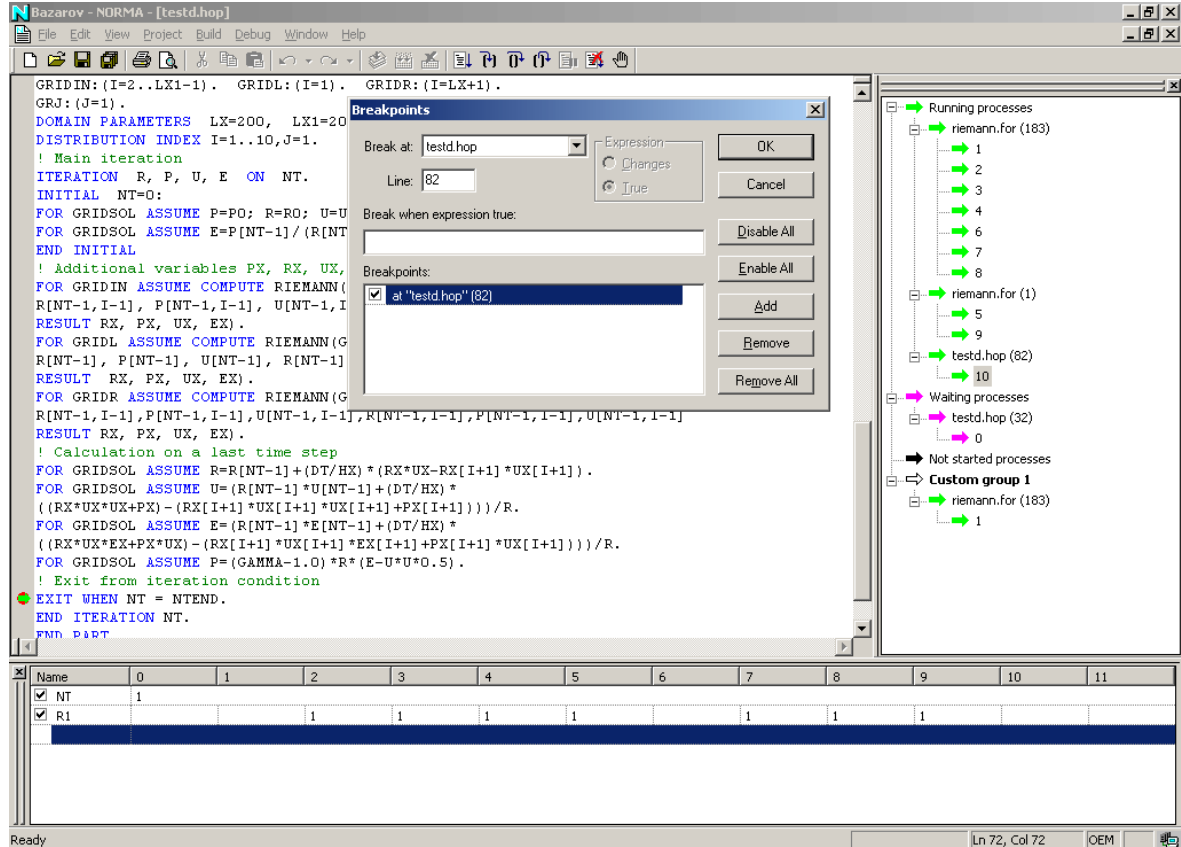 Bazarov - NORMA - [testd.hop]
File Edit View Project Build Debug Window Help
GRIDIN:(I=2..LX1-1). GRIDL:(I=1). GRIDR:(I=LX+1).
GRJ:(J=1).
DOMAIN PARAMETERS LX=200, LX1=20
DISTRIBUTION INDEX I=1..10,J=1.
! Main iteration
ITERATION R, P, U, E ON NT.
INITIAL NT=0:
FOR GRIDSOL ASSUME P=P0; R=R0; U=U
FOR GRIDSOL ASSUME E=P[NT-1]/(R[NT
END INITIAL
! Additional variables PX, RX, UX,
FOR GRIDIN ASSUME COMPUTE RIEMANN(
R[NT-1,I-1], P[NT-1,I-1], U[NT-1,I
RESULT RX, PX, UX, EX).
FOR GRIDL ASSUME COMPUTE RIEMANN(G
R[NT-1], P[NT-1], U[NT-1], R[NT-1]
RESULT RX, PX, UX, EX).
FOR GRIDR ASSUME COMPUTE RIEMANN(G
R[NT-1,I-1],P[NT-1,I-1],U[NT-1,I-1],R[NT-1,I-1],P[NT-1,I-1],U[NT-1,I-1]
RESULT RX, PX, UX, EX).
! Calculation on a last time step
FOR GRIDSOL ASSUME R=R[NT-1]+(DT/HX)*(RX*UX-RX[I+1]*UX[I+1]).
FOR GRIDSOL ASSUME U=(R[NT-1]*U[NT-1]+(DT/HX)*
((RX*UX*UX+PX)-(RX[I+1]*UX[I+1]*UX[I+1]+PX[I+1])))/R.
FOR GRIDSOL ASSUME E=(R[NT-1]*E[NT-1]+(DT/HX)*
((RX*UX*EX+PX*UX)-(RX[I+1]*UX[I+1]*EX[I+1]+PX[I+1]*UX[I+1])))/R.
FOR GRIDSOL ASSUME P=(GAMMA-1.0)*R*(E-U*U*0.5).
! Exit from iteration condition
EXIT WHEN NT = NTEND.
END ITERATION NT.
END PART
Breakpoints
Break at: testd.hop
Line: 82
Expression
Changes
True
Break when expression true:
Breakpoints:
at "testd.hop" (82)
OK
Cancel
Disable All
Enable All
Add
Remove
Remove All
Running processes
riemann.for (183)
1
2
3
4
6
7
8
riemann.for (1)
5
9
testd.hop (82)
10
Waiting processes
testd.hop (32)
0
Not started processes
Custom group 1
riemann.for (183)
1
Name 0 1 2 3 4 5 6 7 8 9 10 11
NT 1
R1 1 1 1 1 1 1 1
Ready Ln 72, Col 72 OEM